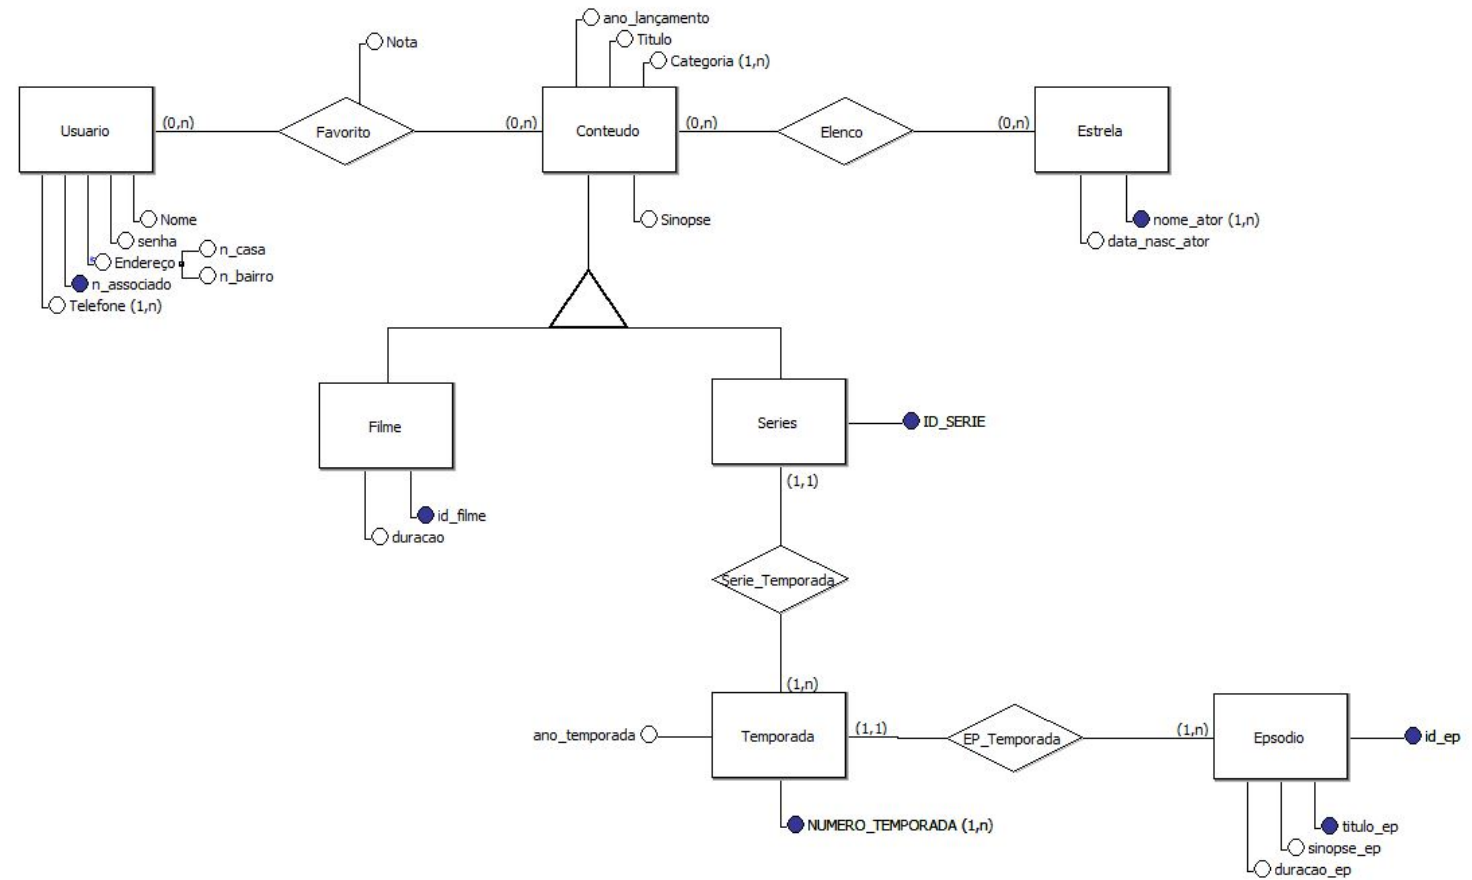 ano_lançamento
Titulo
Categoria (1,n)
Nota
Usuario
(0,n)
Favorito
(0,n)
Conteudo
(0,n)
Elenco
(0,n)
Estrela
Nome
senha
Endereço
n_casa
n_bairro
n_associado
Telefone (1,n)
Sinopse
nome_ator (1,n)
data_nasc_ator
Filme
id_filme
duracao
Series
ID_SERIE
(1,1)
Serie_Temporada
(1,n)
ano_temporada
Temporada
(1,1)
EP_Temporada
(1,n)
Epsodio
id_ep
NUMERO_TEMPORADA (1,n)
titulo_ep
sinopse_ep
duracao_ep